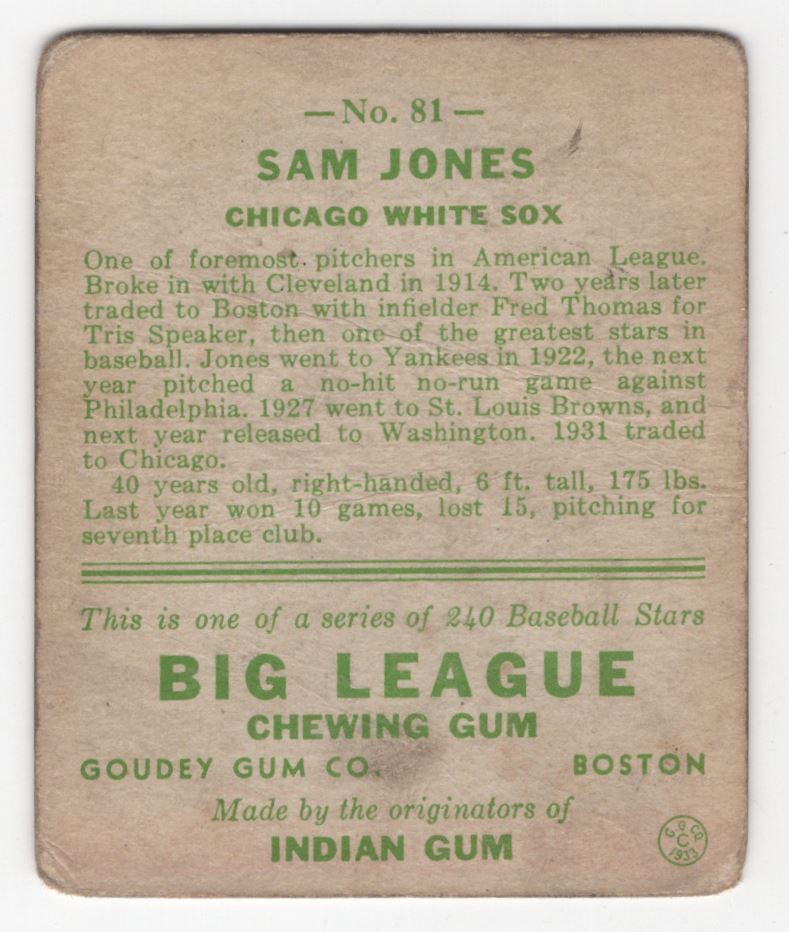 —No. 81—
SAM JONES
CHICAGO WHITE SOX
One of foremost pitchers in American League.
Broke in with Cleveland in 1914. Two years later
traded to Boston with infielder Fred Thomas for
Tris Speaker, then one of the greatest stars in
baseball. Jones went to Yankees in 1922, the next
year pitched a no-hit no-run game against
Philadelphia. 1927 went to St. Louis Browns, and
next year released to Washington. 1931 traded
to Chicago.
40 years old, right-handed, 6 ft. tall, 175 lbs.
Last year won 10 games, lost 15, pitching for
seventh place club.
This is one of a series of 240 Baseball Stars
BIG LEAGUE
CHEWING GUM
GOUDEY GUM CO. BOSTON
Made by the originators of
INDIAN GUM
G. G. CO.
C
1933